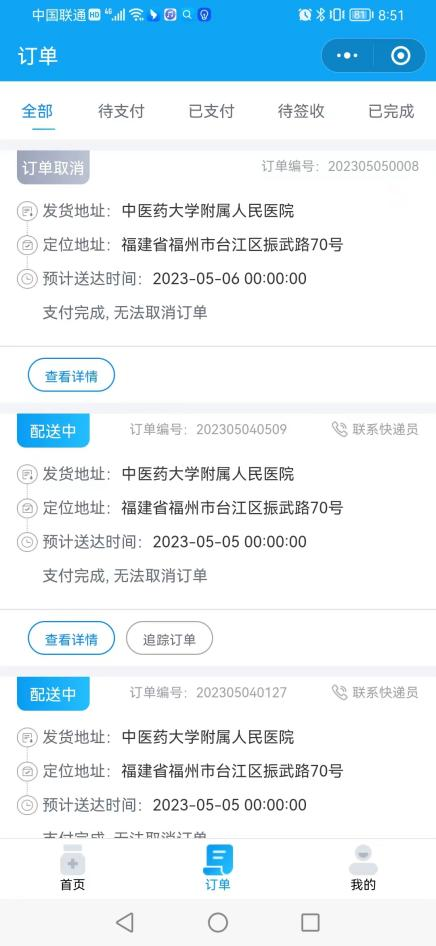 中国联通 HD 4G 81 8:51
订单
全部 待支付 已支付 待签收 已完成
订单取消 订单编号：202305050008
发货地址：中医药大学附属人民医院
定位地址：福建省福州市台江区振武路70号
预计送达时间：2023-05-06 00:00:00
支付完成, 无法取消订单
查看详情
配送中 订单编号：202305040509 联系快递员
发货地址：中医药大学附属人民医院
定位地址：福建省福州市台江区振武路70号
预计送达时间：2023-05-05 00:00:00
支付完成, 无法取消订单
查看详情 追踪订单
配送中 订单编号：202305040127 联系快递员
发货地址：中医药大学附属人民医院
定位地址：福建省福州市台江区振武路70号
预计送达时间：2023-05-05 00:00:00
支付完成, 无法取消订单
首页 订单 我的